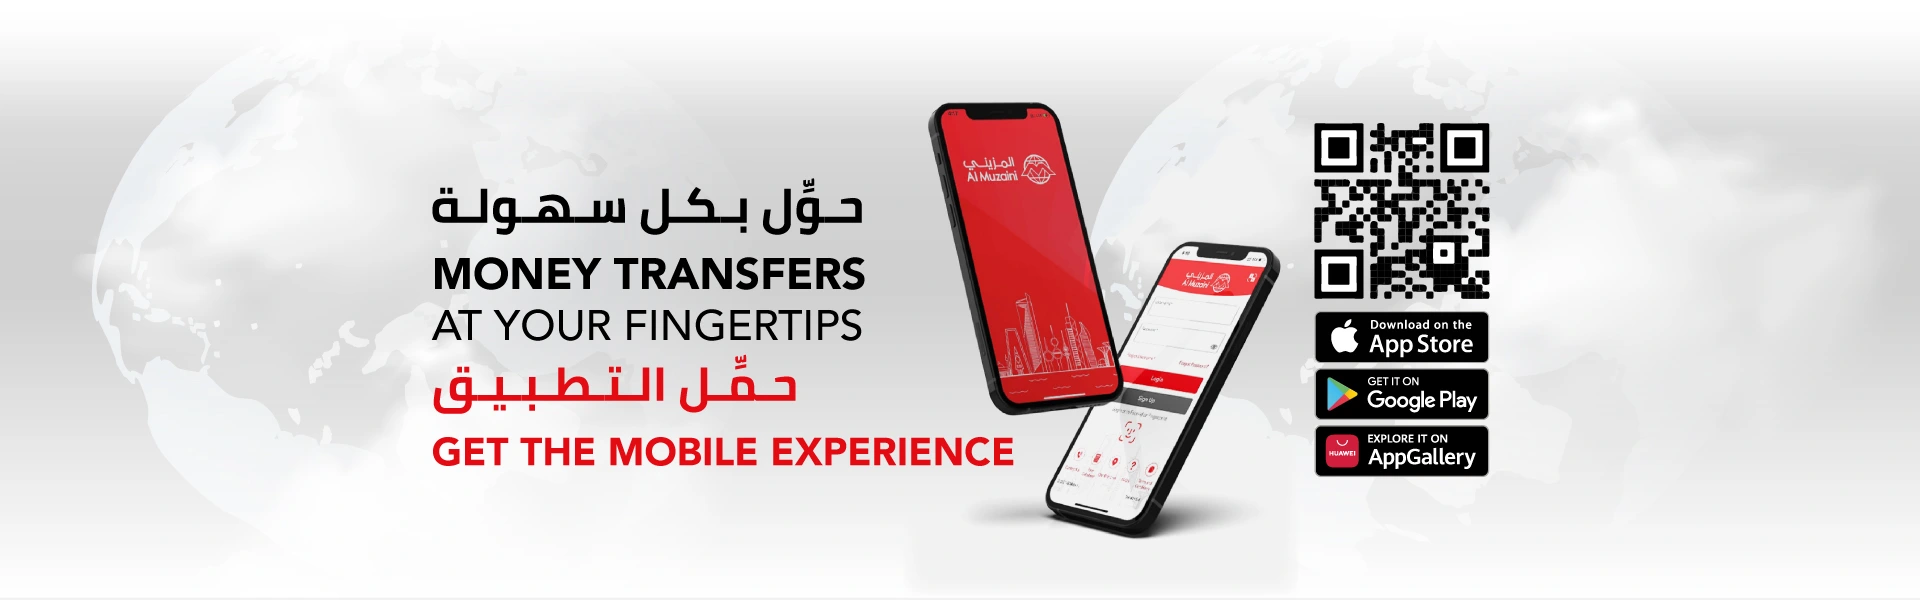 حوِّل بكل سهولة
MONEY TRANSFERS
AT YOUR FINGERTIPS
حمِّل التطبيق
GET THE MOBILE EXPERIENCE
المزيني
Al Muzaini
المزيني
Al Muzaini
Login
Sign Up
Download on the
App Store
GET IT ON
Google Play
HUAWEI
EXPLORE IT ON
AppGallery